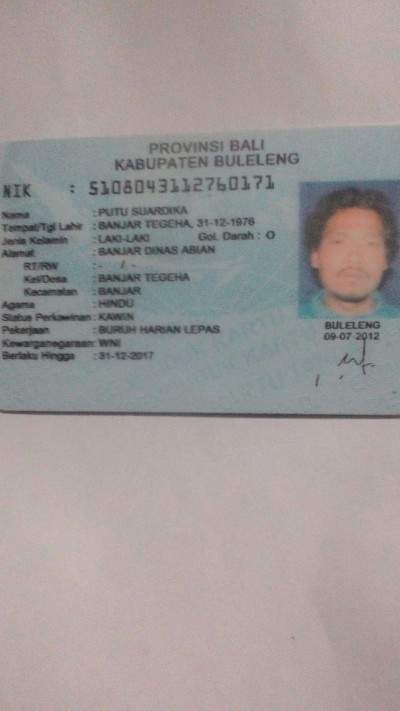 PROVINSI BALI
KABUPATEN BULELENG
NIK : 5108043112760171
Nama : PUTU SUARDIKA
Tempat/Tgl Lahir : BANJAR TEGEHA, 31-12-1976
Jenis Kelamin : LAKI-LAKI Gol. Darah : O
Alamat : BANJAR DINAS ABIAN
RT/RW : - / -
Kel/Desa : BANJAR TEGEHA
Kecamatan : BANJAR
Agama : HINDU
Status Perkawinan : KAWIN
Pekerjaan : BURUH HARIAN LEPAS
Kewarganegaraan: WNI
Berlaku Hingga : 31-12-2017
BULELENG
09-07-2012